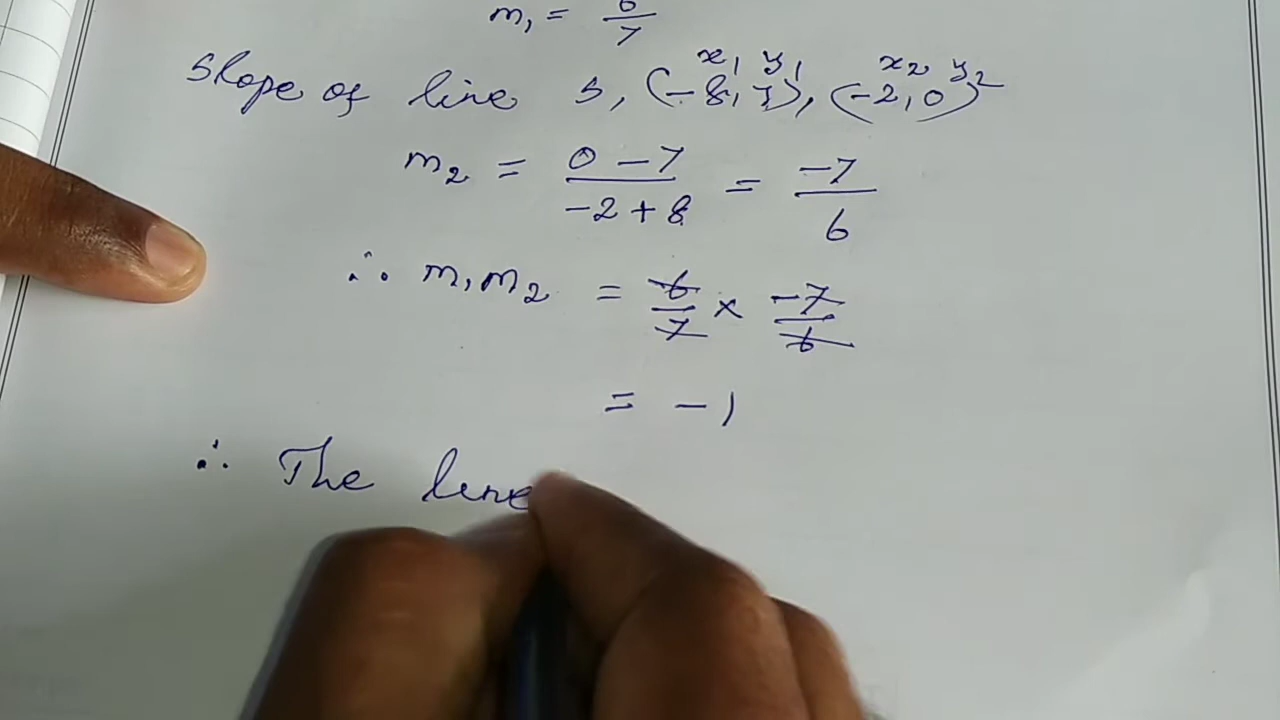 m₁ = 6/7
x₁ y₁ x₂ y₂
Slope of line s, (-8, 7), (-2, 0)
m₂ = 0 - 7 / -2 + 8 = -7/6
∴ m₁m₂ = 6/7 × -7/6
= -1
∴ The line